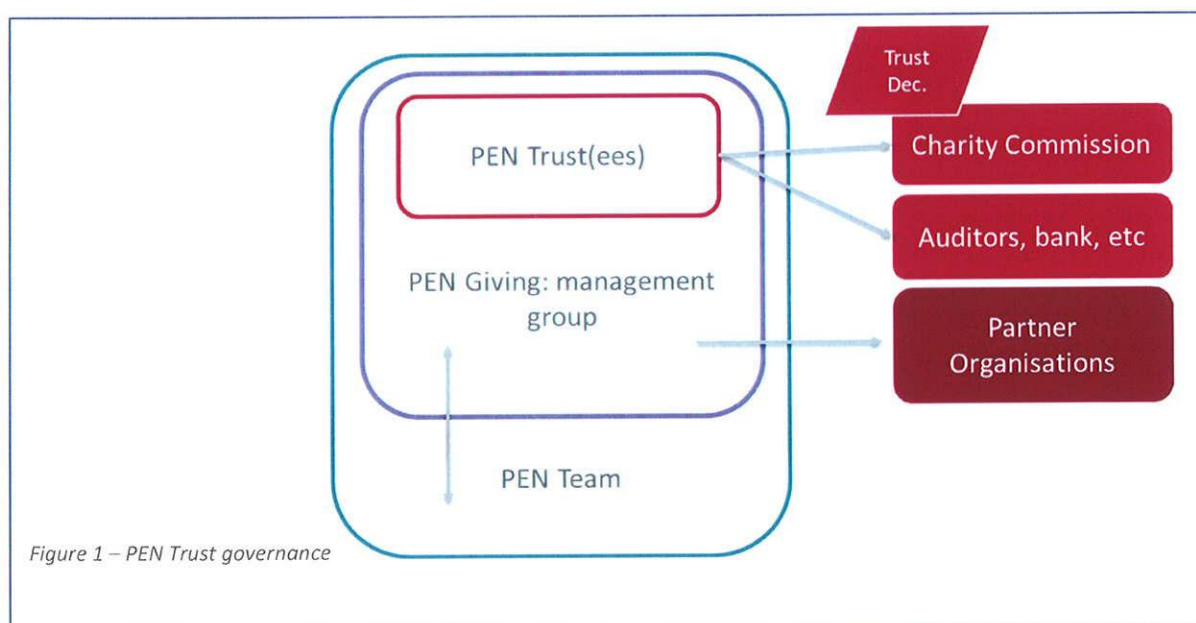 Trust
Dec.
PEN Trust(ees)
Charity Commission
Auditors, bank, etc
PEN Giving: management
group
Partner
Organisations
PEN Team
Figure 1 – PEN Trust governance